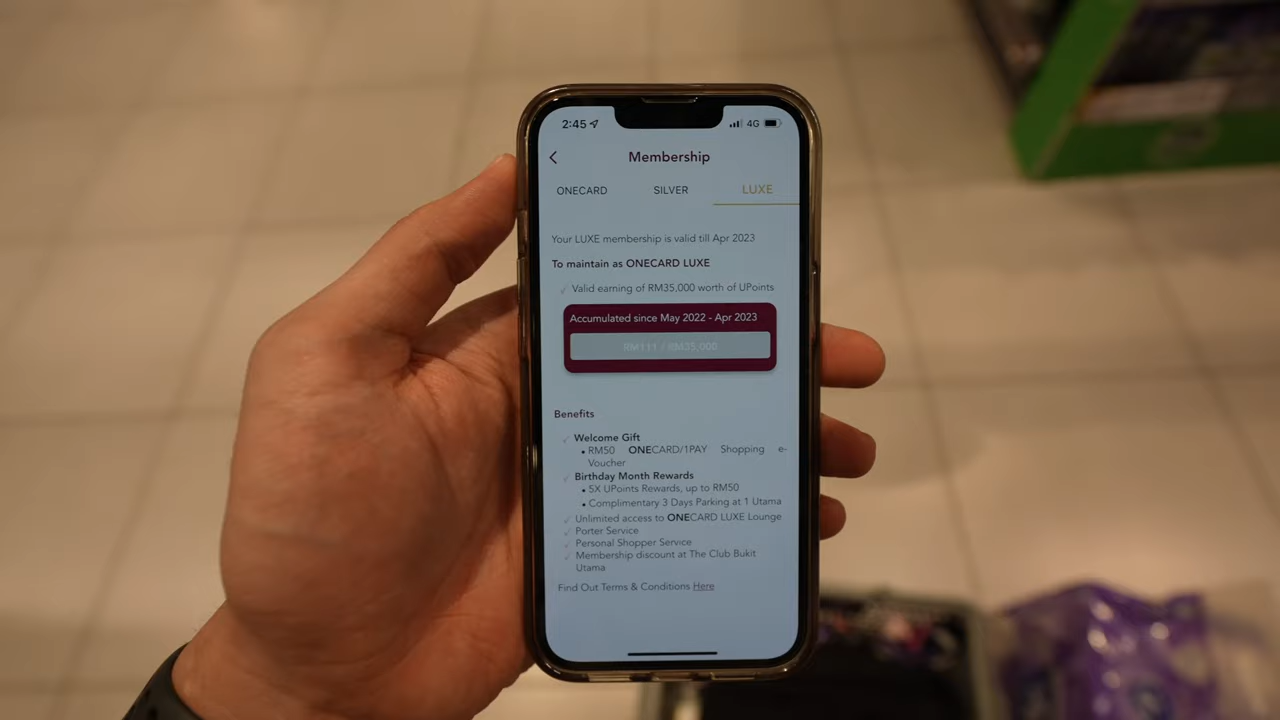 2:45 4G
Membership
ONECARD SILVER LUXE
Your LUXE membership is valid till Apr 2023
To maintain as ONECARD LUXE
Valid earning of RM35,000 worth of UPoints
Accumulated since May 2022 - Apr 2023
RM111 / RM35,000
Benefits
Welcome Gift
RM50 ONECARD/1PAY Shopping e-
Voucher
Birthday Month Rewards
5X UPoints Rewards, up to RM50
Complimentary 3 Days Parking at 1 Utama
Unlimited access to ONECARD LUXE Lounge
Porter Service
Personal Shopper Service
Membership discount at The Club Bukit
Utama
Find Out Terms & Conditions Here